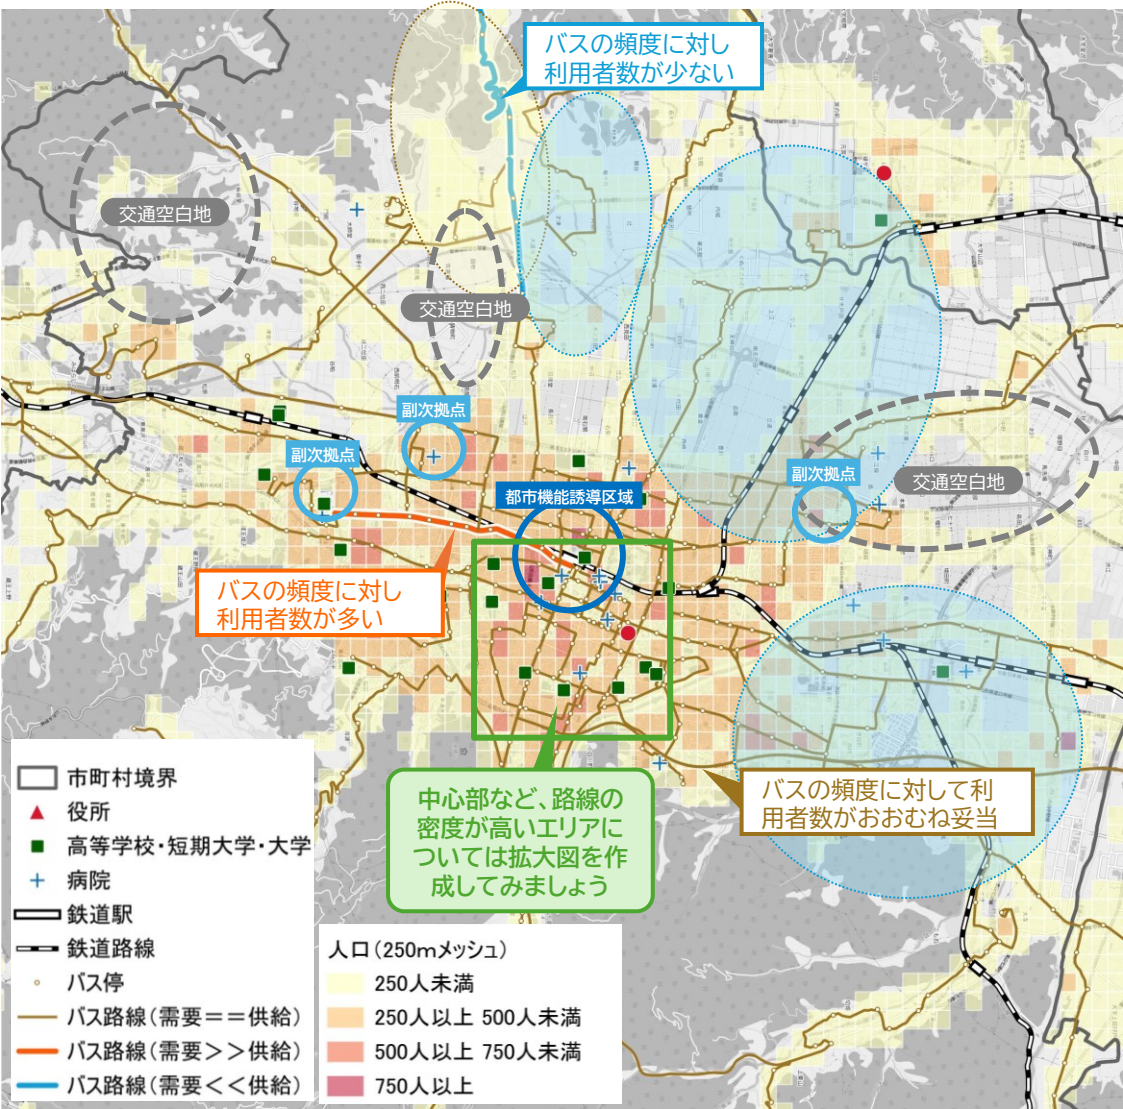 バスの頻度に対し
利用者数が少ない
交通空白地
交通空白地
副次拠点
副次拠点
都市機能誘導区域
副次拠点
交通空白地
バスの頻度に対し
利用者数が多い
中心部など、路線の
密度が高いエリアに
ついては拡大図を作
成してみましょう
バスの頻度に対して利
用者数がおおむね妥当
市町村境界
役所
高等学校・短期大学・大学
病院
鉄道駅
鉄道路線
バス停
バス路線(需要==供給)
バス路線(需要>>供給)
バス路線(需要<<供給)
人口(250mメッシュ)
250人未満
250人以上 500人未満
500人以上 750人未満
750人以上